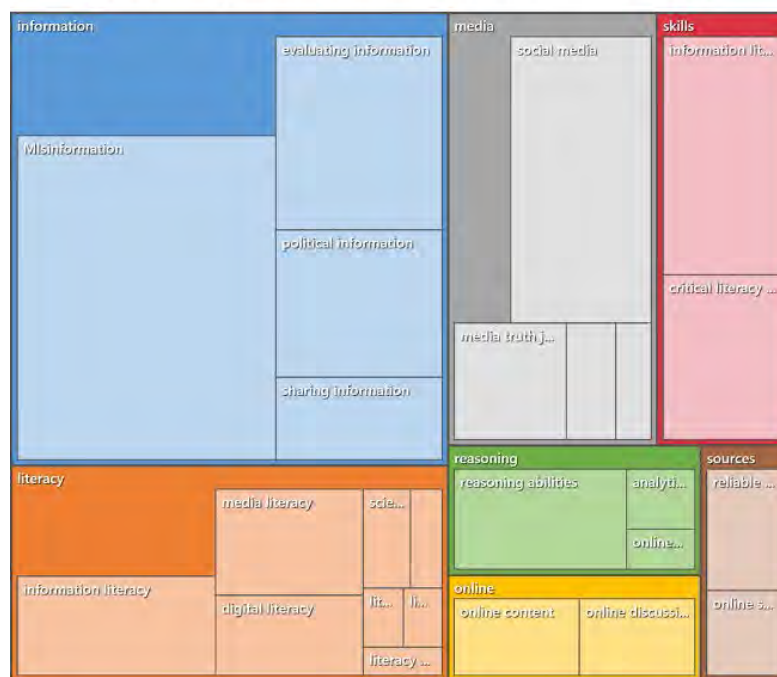 information
evaluating information
MIsinformation
political information
sharing information
media
social media
media truth j...
skills
information lit...
critical literacy ...
literacy
media literacy
scie...
information literacy
digital literacy
lit...
li...
literacy ...
reasoning
reasoning abilities
analyti...
online...
online
online content
online discussi...
sources
reliable ...
online s...